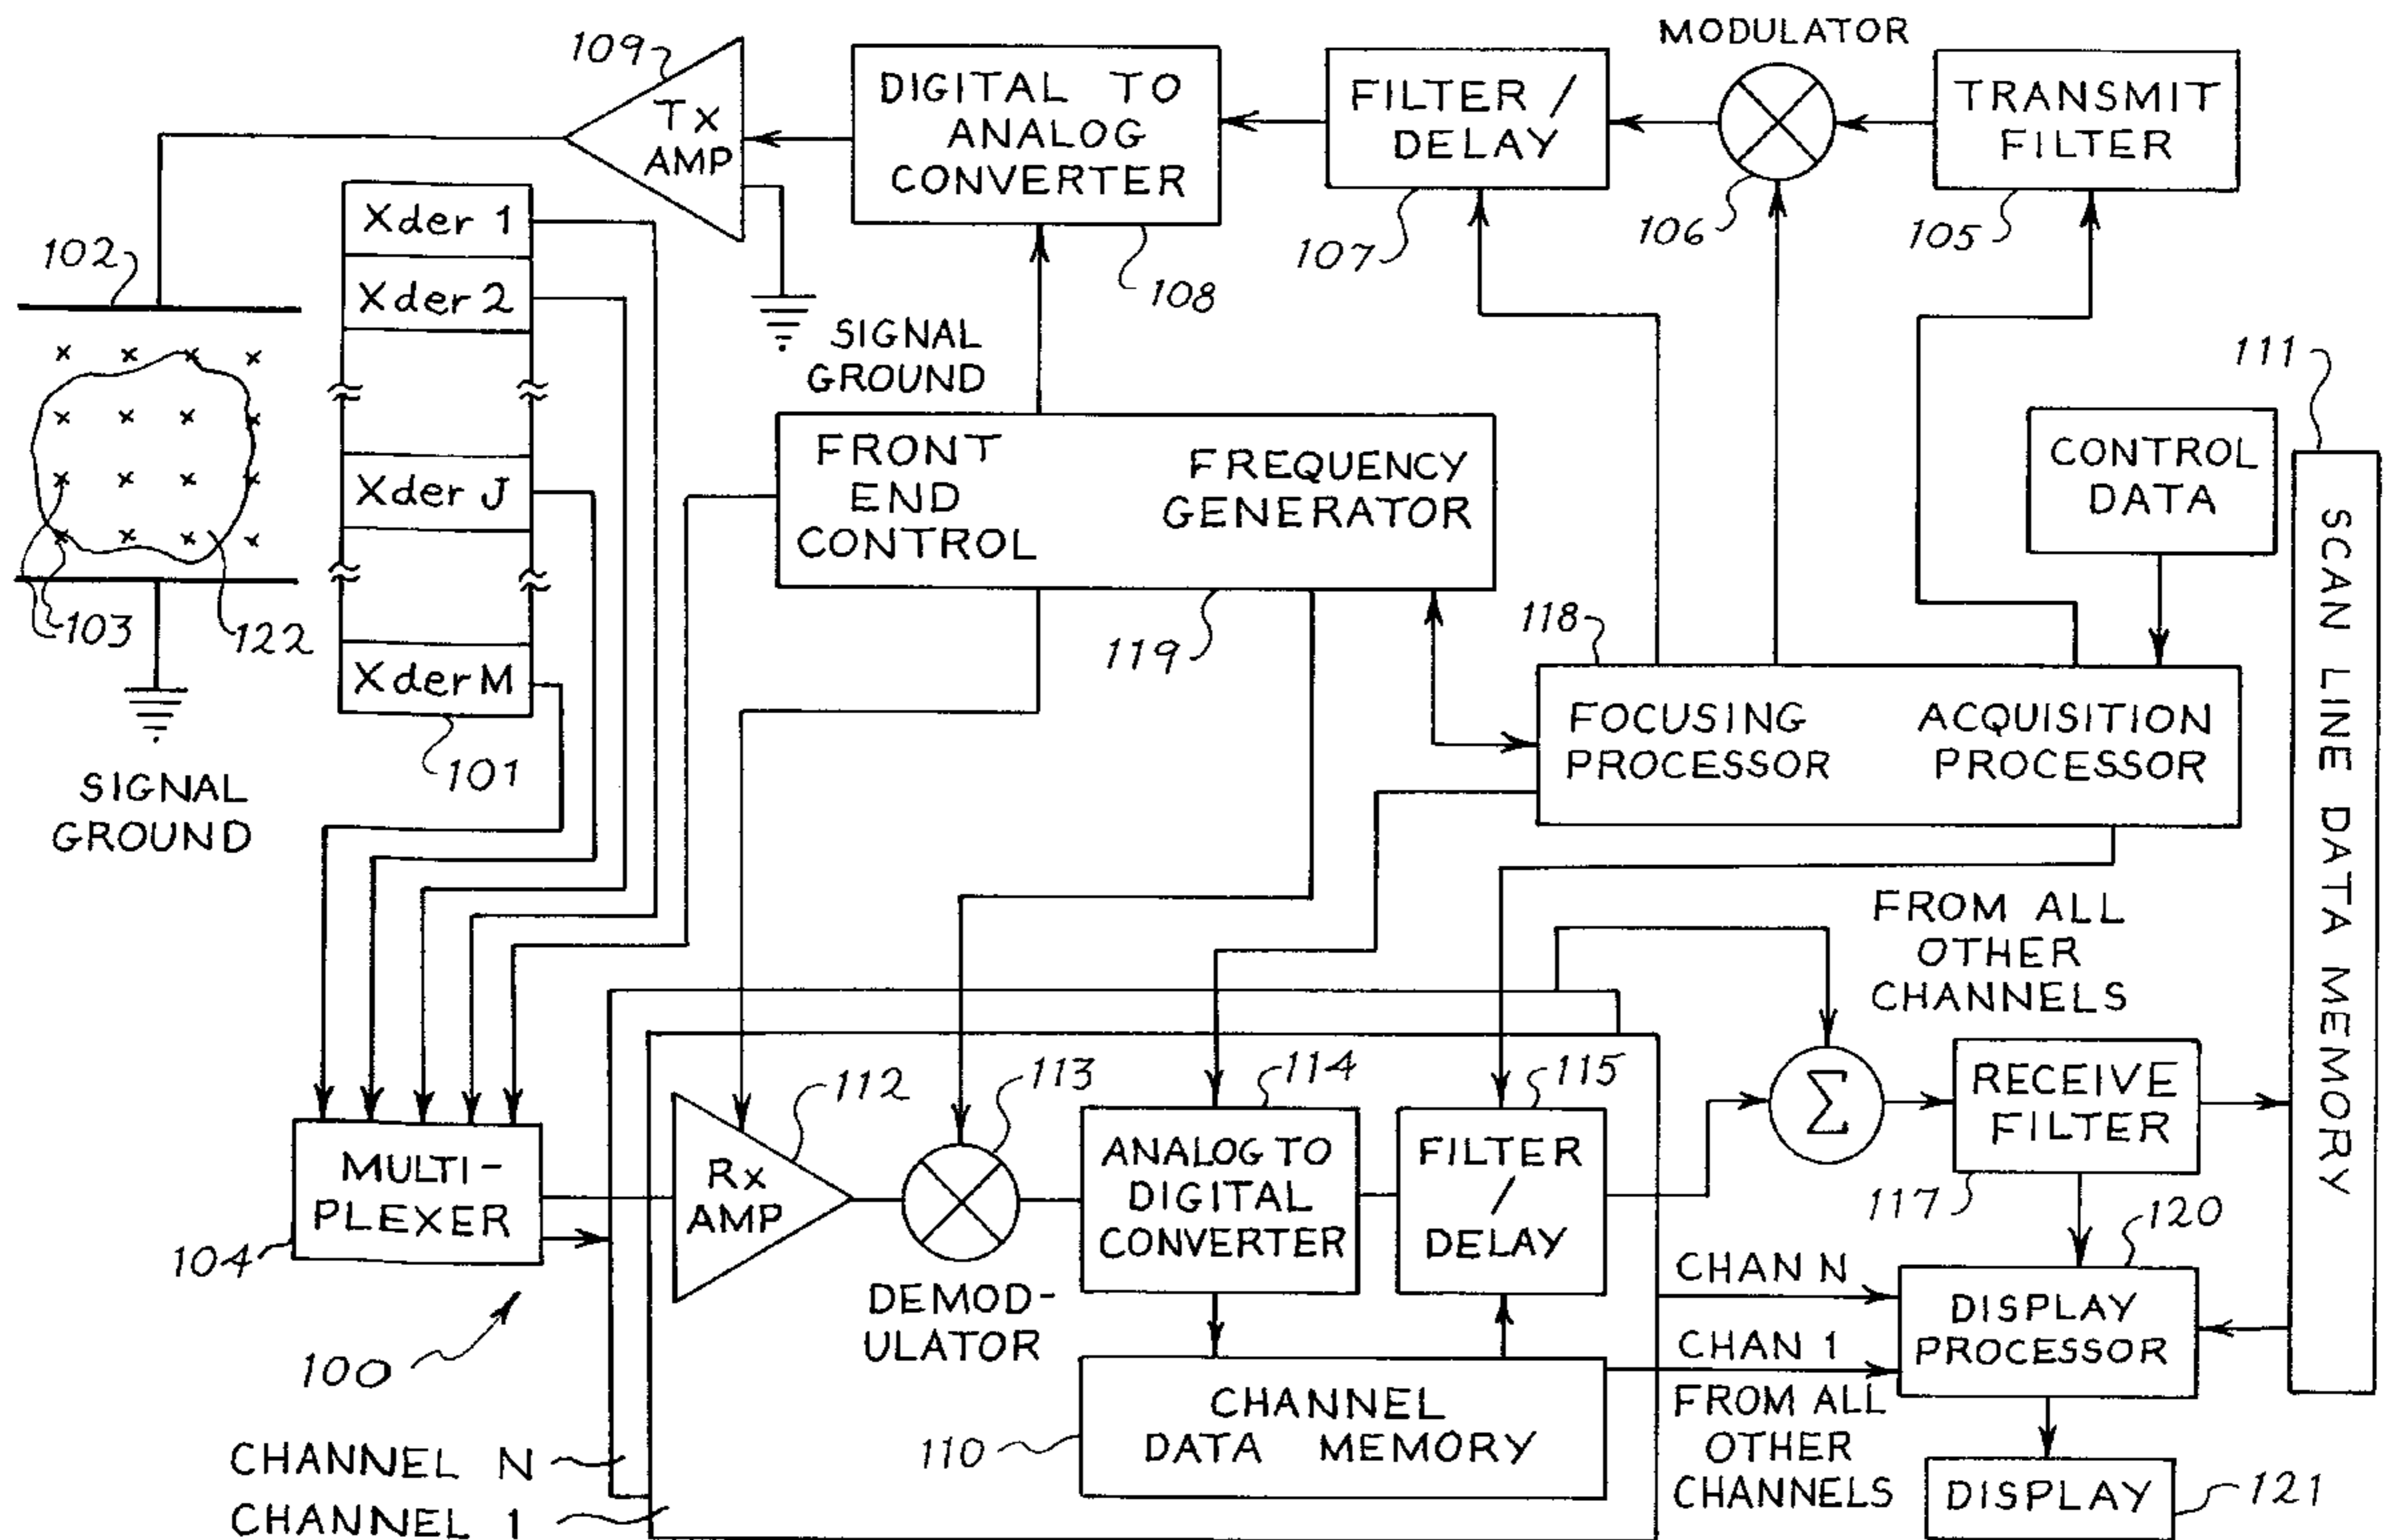 MODULATOR
109
Tx
AMP
DIGITAL TO
ANALOG
CONVERTER
108
FILTER /
DELAY
107
106
TRANSMIT
FILTER
105
102
x x x x
x x x x
x x x x
x x x x
103
122
SIGNAL
GROUND
Xder 1
Xder 2
Xder J
Xder M
101
SIGNAL
GROUND
FRONT
END
CONTROL
FREQUENCY
GENERATOR
119
CONTROL
DATA
111
SCAN LINE DATA MEMORY
118
FOCUSING
PROCESSOR
ACQUISITION
PROCESSOR
FROM ALL
OTHER
CHANNELS
MULTI-
PLEXER
104
100
112
Rx
AMP
113
DEMOD-
ULATOR
114
ANALOG TO
DIGITAL
CONVERTER
115
FILTER
/
DELAY
Σ
RECEIVE
FILTER
117
120
CHAN N
CHAN 1
FROM ALL
OTHER
CHANNELS
DISPLAY
PROCESSOR
110
CHANNEL
DATA MEMORY
CHANNEL N
CHANNEL 1
DISPLAY
121